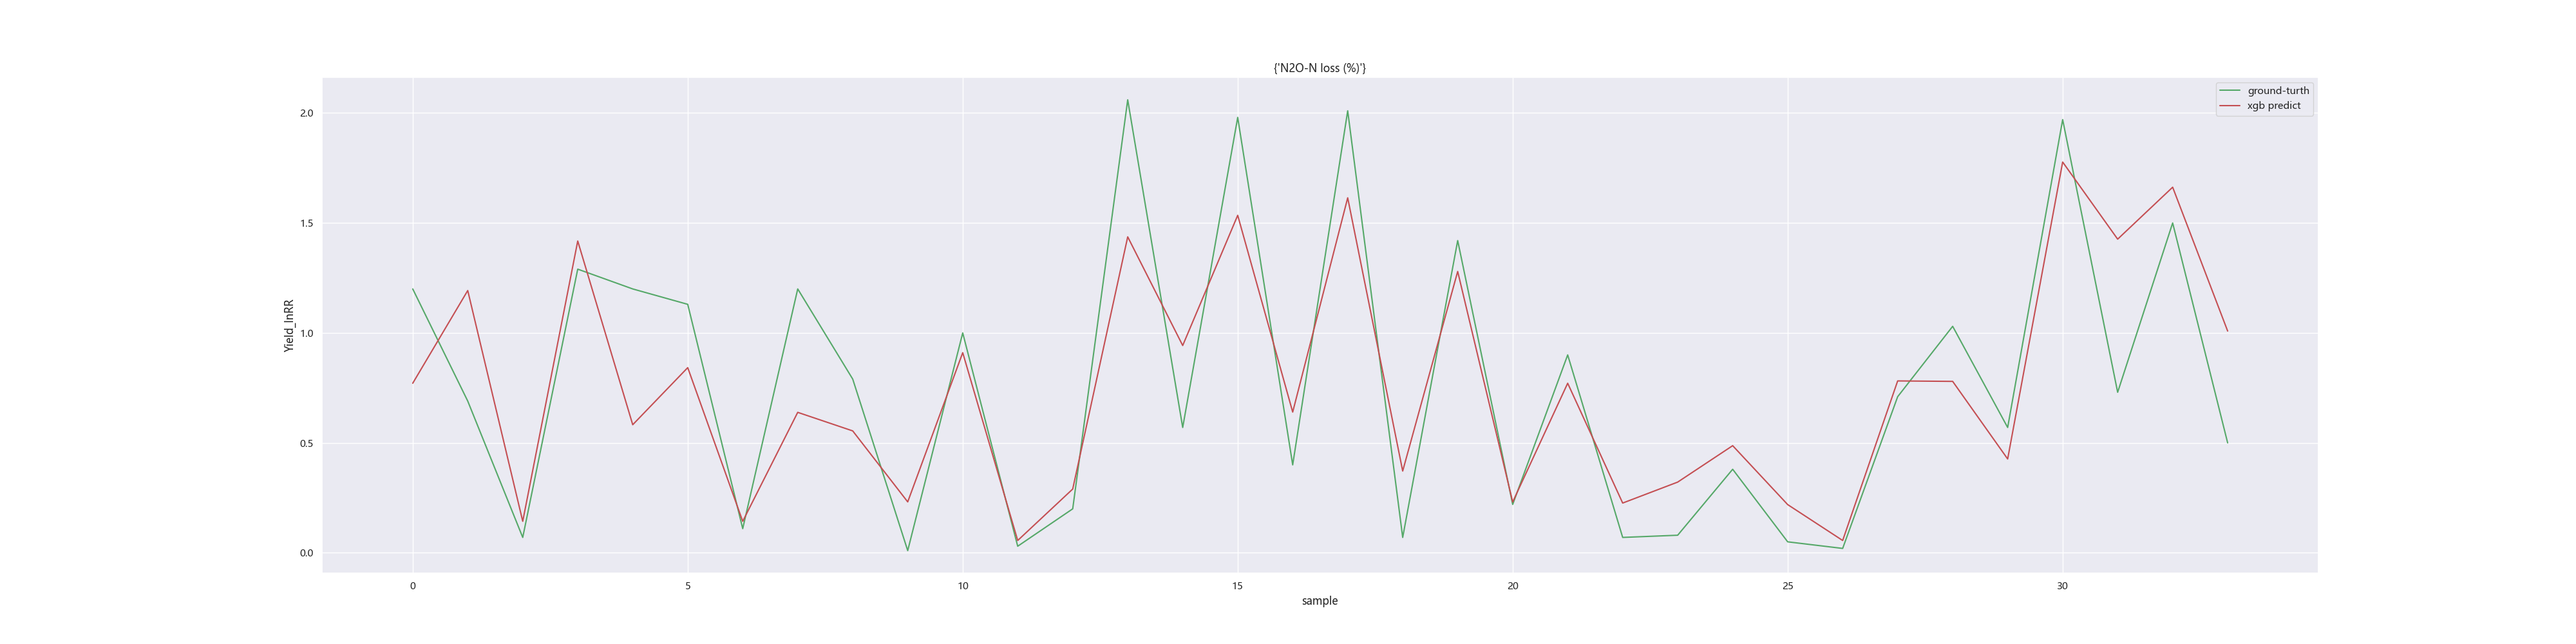 {'N2O-N loss (%)'}
ground-turth
xgb predict
2.0
1.5
1.0
0.5
0.0
Yield_lnRR
0 5 10 15 20 25 30
sample